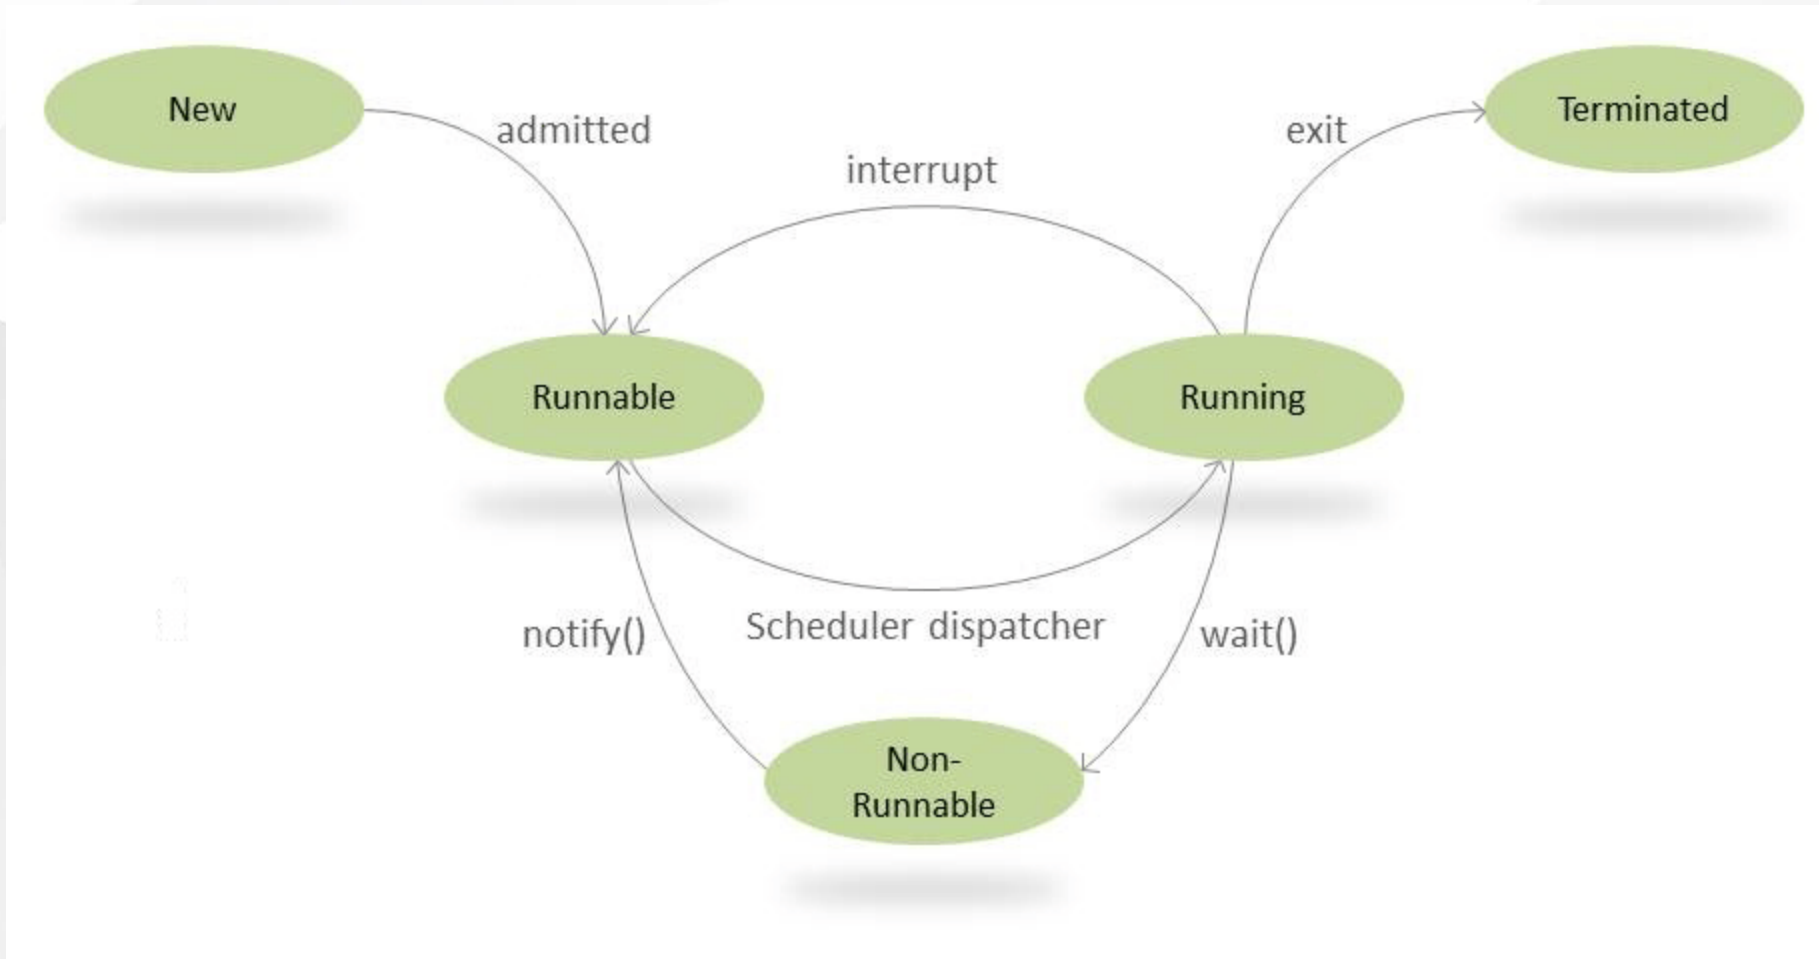 New
admitted
interrupt
exit
Terminated
Runnable
Running
notify()
Scheduler dispatcher
wait()
Non-
Runnable